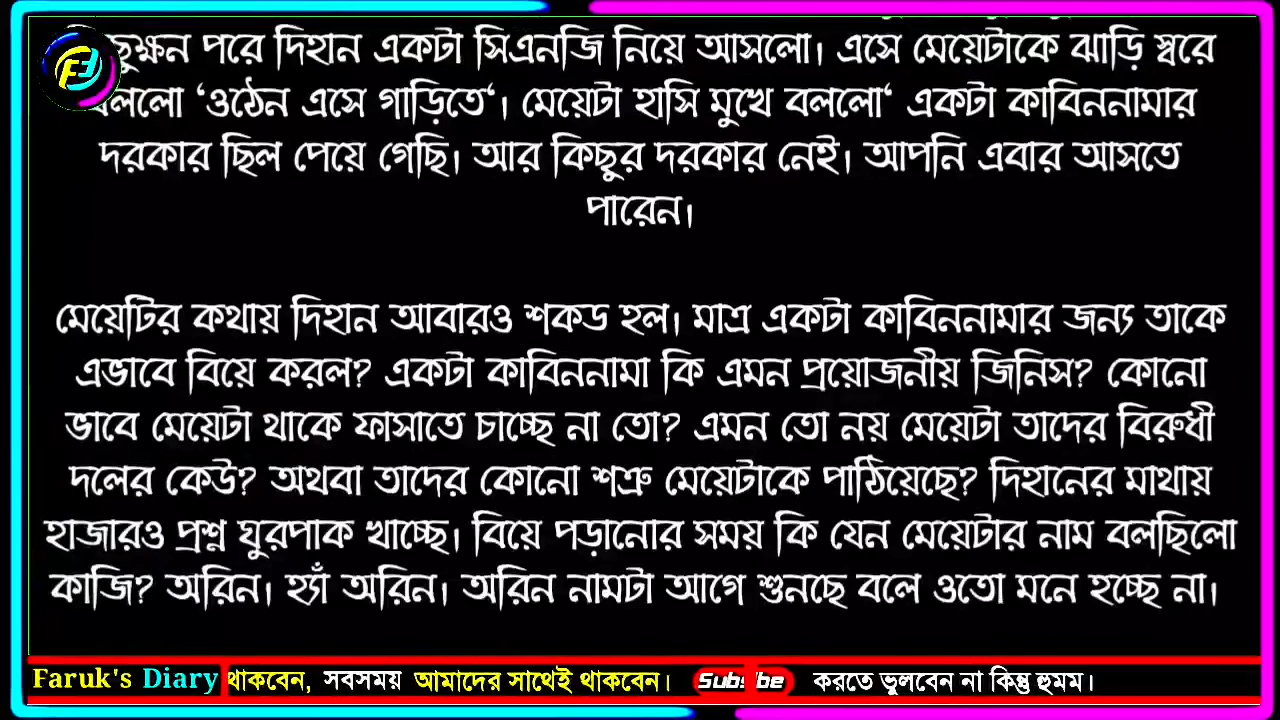 পরে দিহান একটা সিএনজি নিয়ে আসলো। এসে মেয়েটাকে ঝাড়ি স্বরে
‘ওঠেন এসে গাড়িতে‘। মেয়েটা হাসি মুখে বললো‘ একটা কাবিননামার
দরকার ছিল পেয়ে গেছি। আর কিছুর দরকার নেই। আপনি এবার আসতে
পারেন।
মেয়েটির কথায় দিহান আবারও শকড হল। মাত্র একটা কাবিননামার জন্য তাকে
এভাবে বিয়ে করল? একটা কাবিননামা কি এমন প্রয়োজনীয় জিনিস? কোনো
ভাবে মেয়েটা থাকে ফাসাতে চাচ্ছে না তো? এমন তো নয় মেয়েটা তাদের বিরুধী
দলের কেউ? অথবা তাদের কোনো শত্রু মেয়েটাকে পাঠিয়েছে? দিহানের মাথায়
হাজারও প্রশ্ন ঘুরপাক খাচ্ছে। বিয়ে পড়ানোর সময় কি যেন মেয়েটার নাম বলছিলো
কাজি? অরিন। হ্যাঁ অরিন। অরিন নামটা আগে শুনছে বলে ওতো মনে হচ্ছে না।
Faruk's Diary থাকবেন, সবসময় আমাদের সাথেই থাকবেন। করতে ভুলবেন না কিন্তু হুমম।